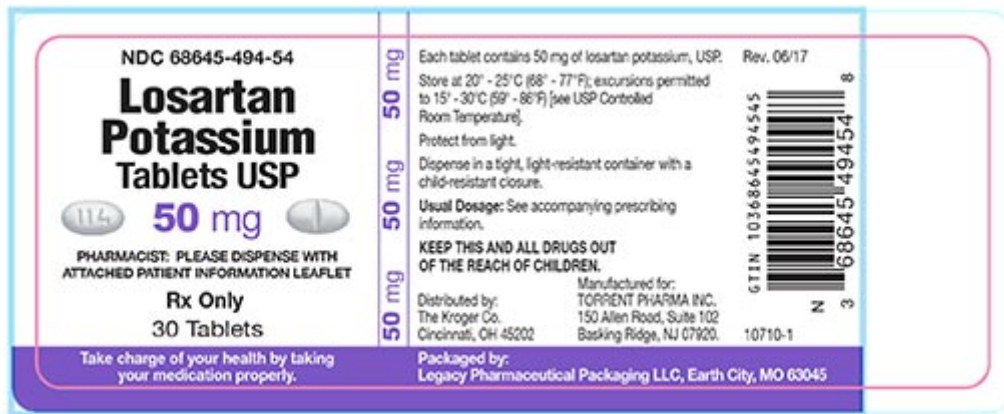 NDC 68645-494-54
Losartan
Potassium
Tablets USP
114
50 mg
PHARMACIST: PLEASE DISPENSE WITH
ATTACHED PATIENT INFORMATION LEAFLET
Rx Only
30 Tablets
Take charge of your health by taking
your medication properly.
50 mg
50 mg
50 mg
Each tablet contains 50 mg of losartan potassium, USP.
Store at 20° - 25°C (68° - 77°F); excursions permitted
to 15° - 30°C (59° - 86°F) [see USP Controlled
Room Temperature].
Protect from light.
Dispense in a tight, light-resistant container with a
child-resistant closure.
Usual Dosage: See accompanying prescribing
information.
KEEP THIS AND ALL DRUGS OUT
OF THE REACH OF CHILDREN.
Distributed by:
The Kroger Co.
Cincinnati, OH 45202
Manufactured for:
TORRENT PHARMA INC.
150 Allen Road, Suite 102
Basking Ridge, NJ 07920.
Packaged by:
Legacy Pharmaceutical Packaging LLC, Earth City, MO 63045
Rev. 06/17
GTIN 10368645494545
N 3 68645 49454 8
10710-1